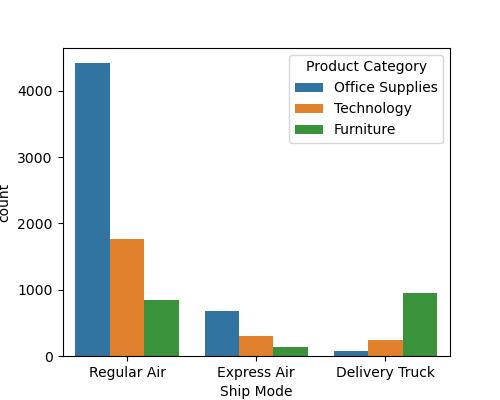 Product Category
Office Supplies
Technology
Furniture
4000
3000
2000
1000
0
count
Regular Air
Express Air
Delivery Truck
Ship Mode